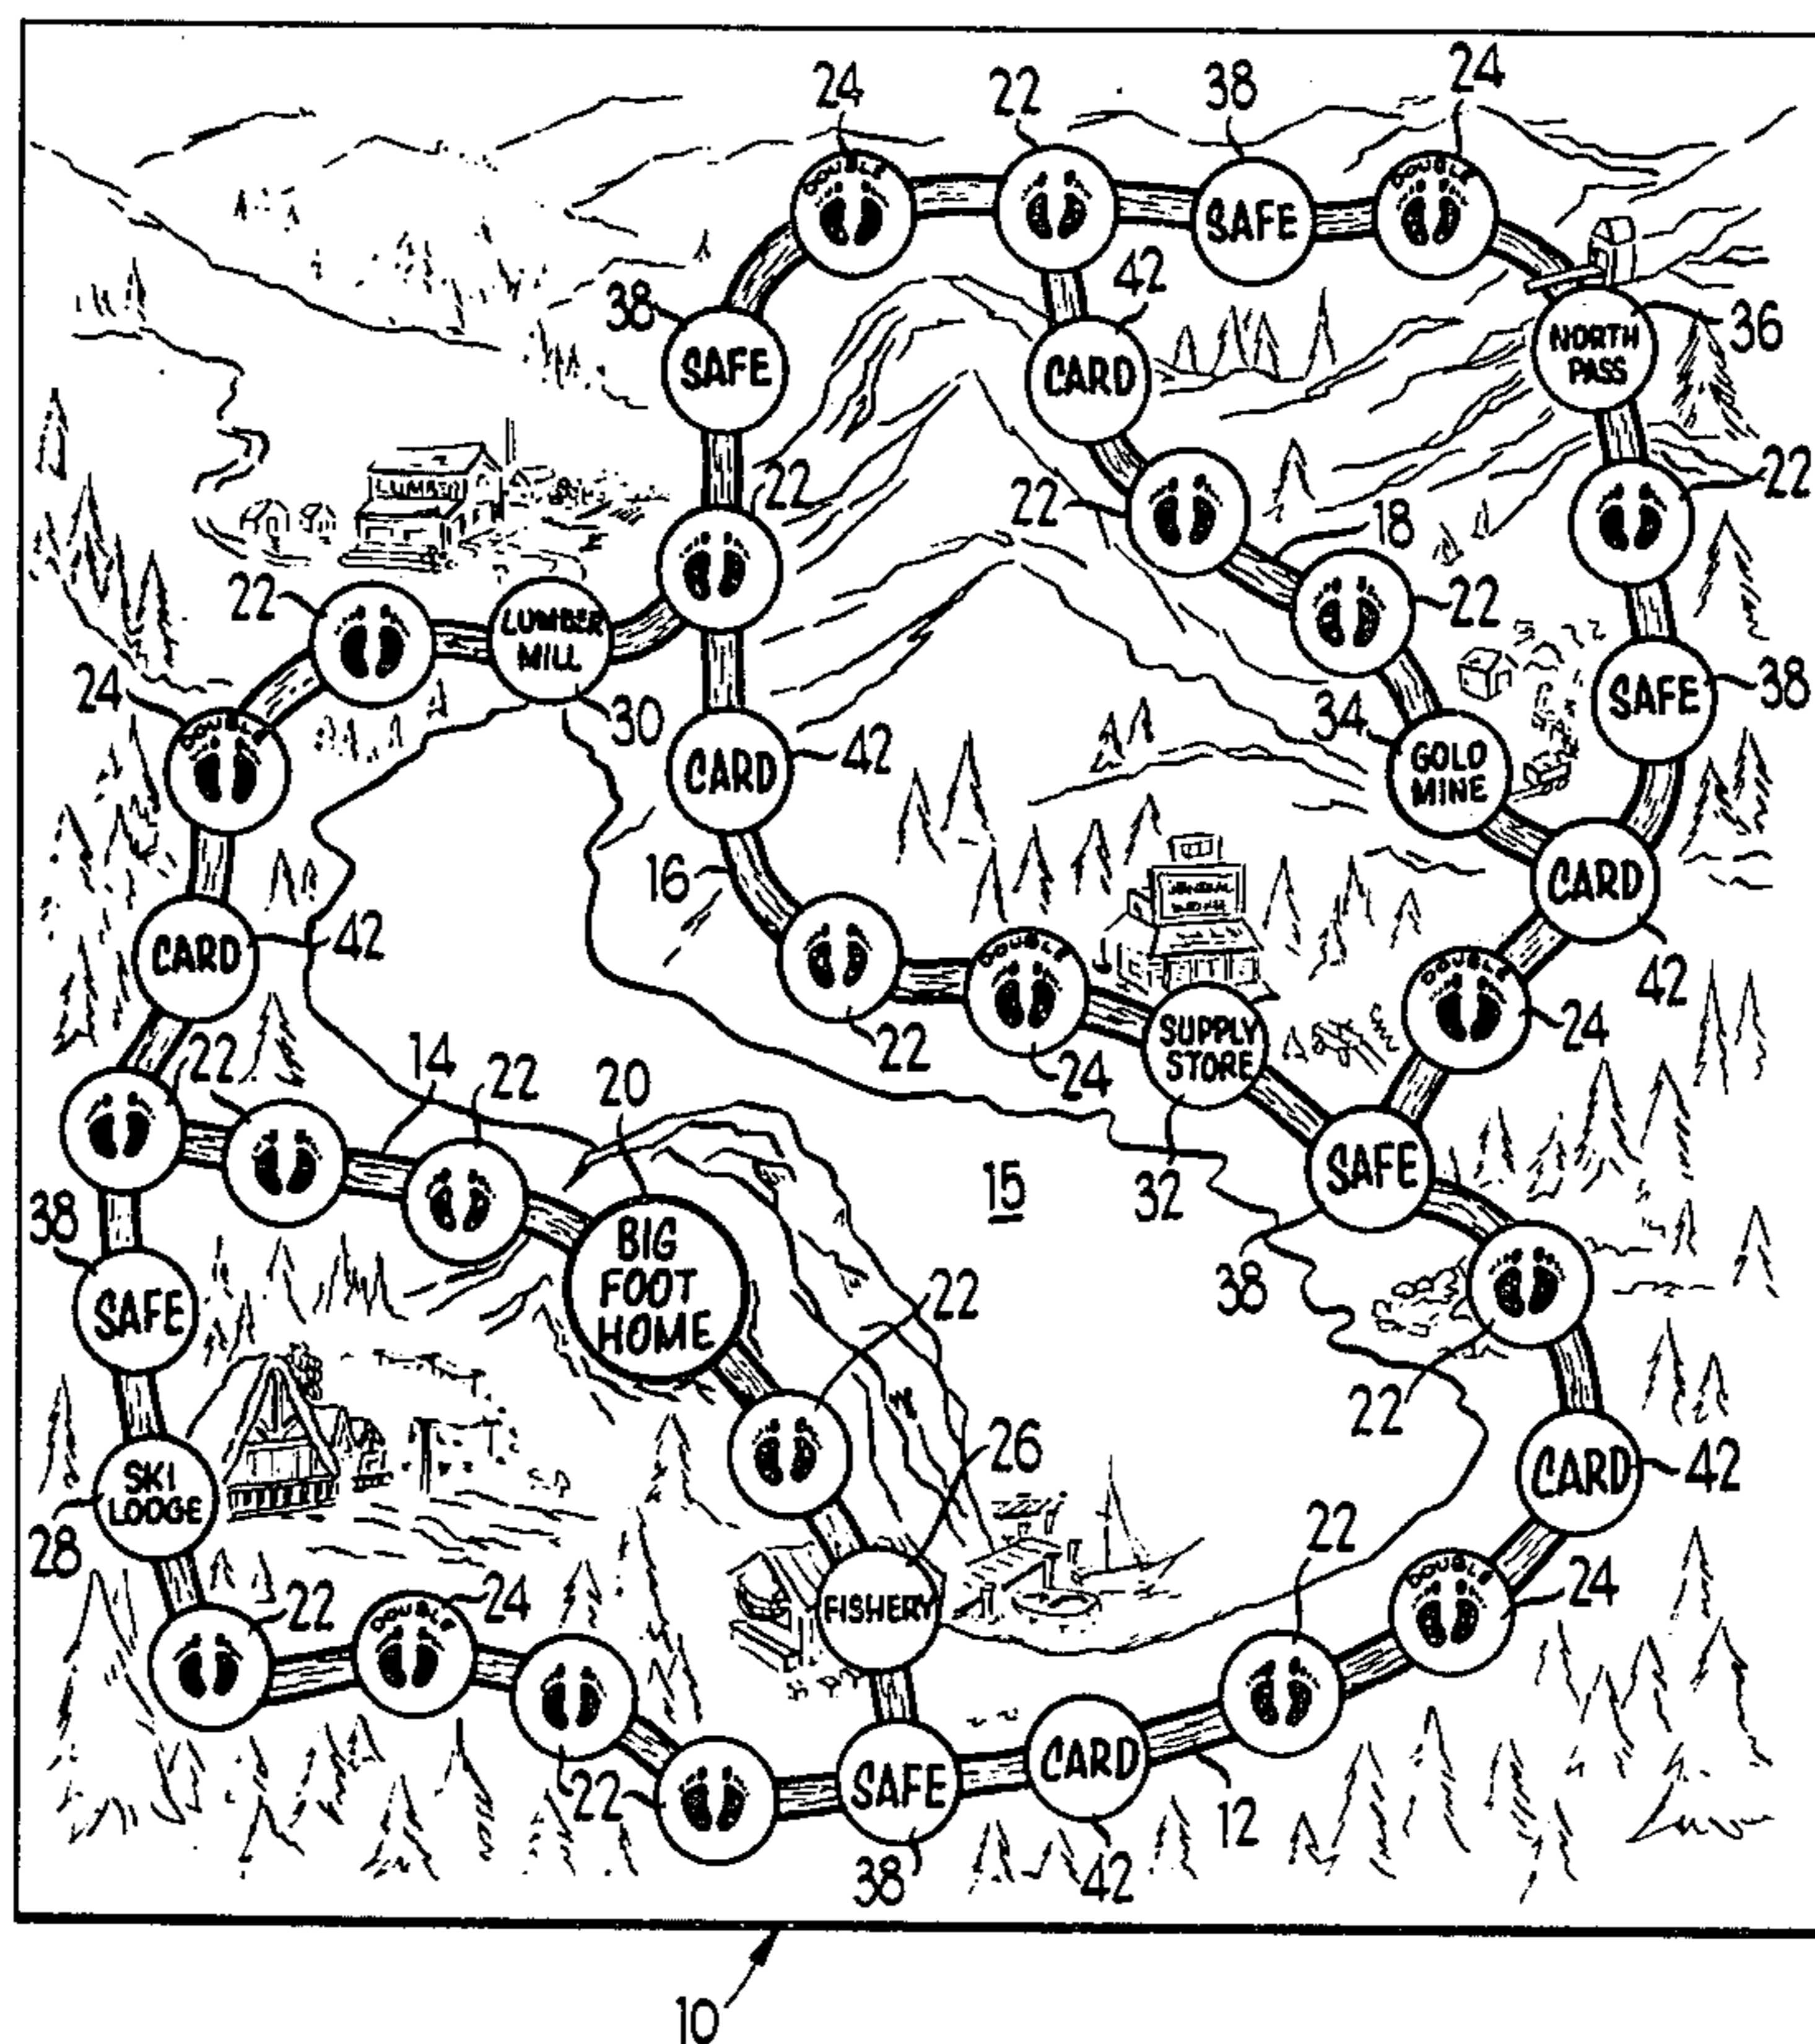 24
22
38
24
DOUBLE
DOUBLE
SAFE
42
38
NORTH
PASS
36
SAFE
CARD
22
22
22
LUMBER
18
22
LUMBER
MILL
22
24
DOUBLE
30
SAFE
38
34
GOLD
MINE
CARD
42
16
CARD
CARD
42
42
DOUBLE
DOUBLE
22
24
SUPPLY
STORE
24
22
14
22
20
15
32
SAFE
38
38
BIG
FOOT
HOME
SAFE
22
22
26
CARD
42
SKI
LODGE
28
22
DOUBLE
24
FISHERY
22
DOUBLE
24
22
SAFE
38
CARD
42
12
10